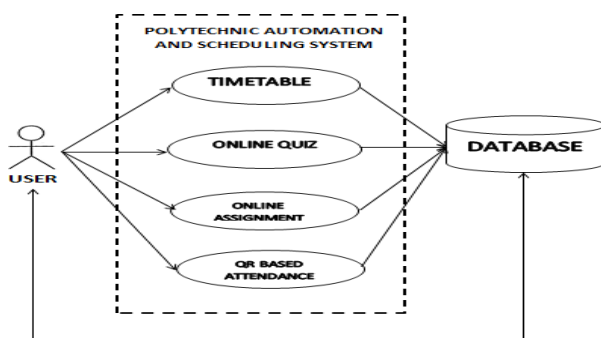 POLYTECHNIC AUTOMATION
AND SCHEDULING SYSTEM
TIMETABLE
ONLINE QUIZ
DATABASE
USER
ONLINE
ASSIGNMENT
QR BASED
ATTENDANCE